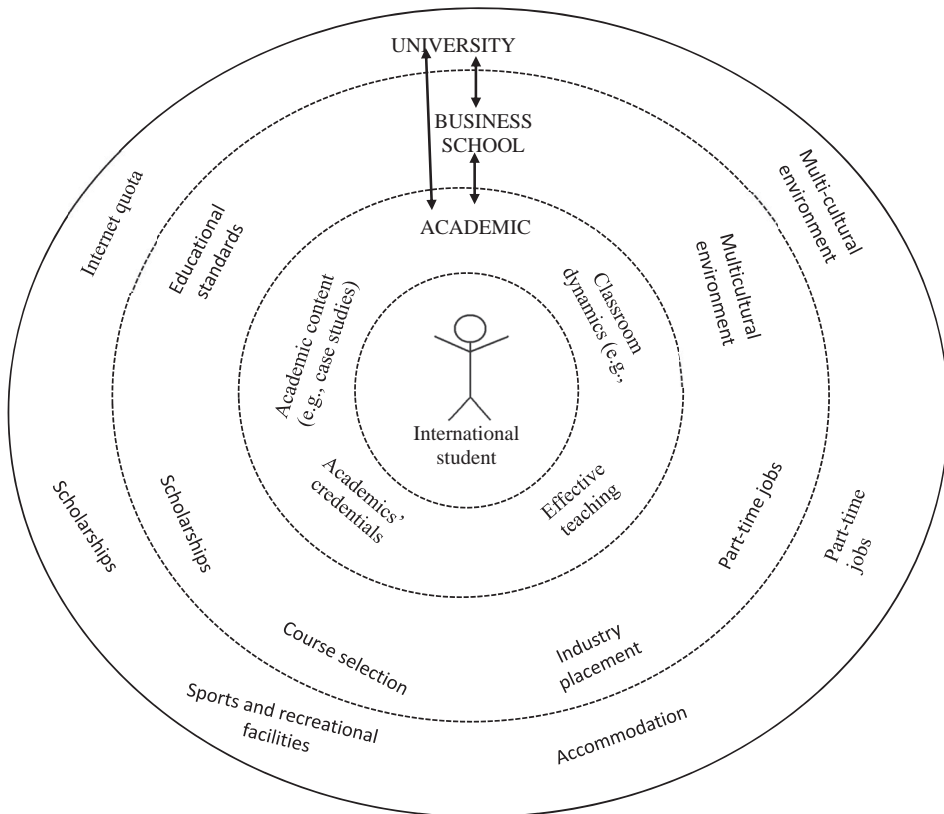 UNIVERSITY
BUSINESS
SCHOOL
ACADEMIC
Internet quota
Educational
standards
Academic content
(e.g., case studies)
Classroom
dynamics (e.g.,
Multicultural
environment
Multi-cultural
environment
International
student
Academics’
credentials
Effective
teaching
Scholarships
Scholarships
Part-time jobs
Part-time
jobs
Course selection
Industry
placement
Sports and recreational
facilities
Accommodation